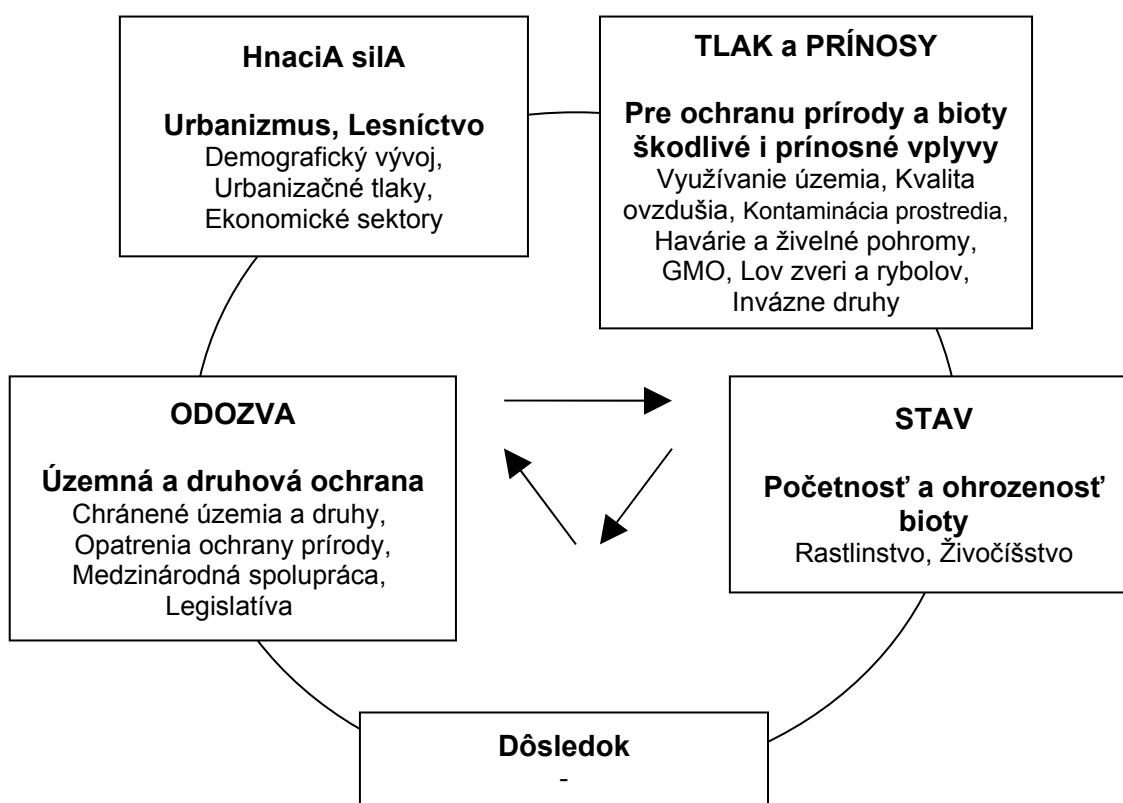 HnaciA silA
Urbanizmus, Lesníctvo
Demografický vývoj,
Urbanizačné tlaky,
Ekonomické sektory
TLAK a PRÍNOSY
Pre ochranu prírody a bioty
škodlivé i prínosné vplyvy
Využívanie územia, Kvalita
ovzdušia, Kontaminácia prostredia,
Havárie a živelné pohromy,
GMO, Lov zveri a rybolov,
Invázne druhy
ODOZVA
Územná a druhová ochrana
Chránené územia a druhy,
Opatrenia ochrany prírody,
Medzinárodná spolupráca,
Legislatíva
STAV
Početnosť a ohrozenosť
bioty
Rastlinstvo, Živočíšstvo
Dôsledok
-